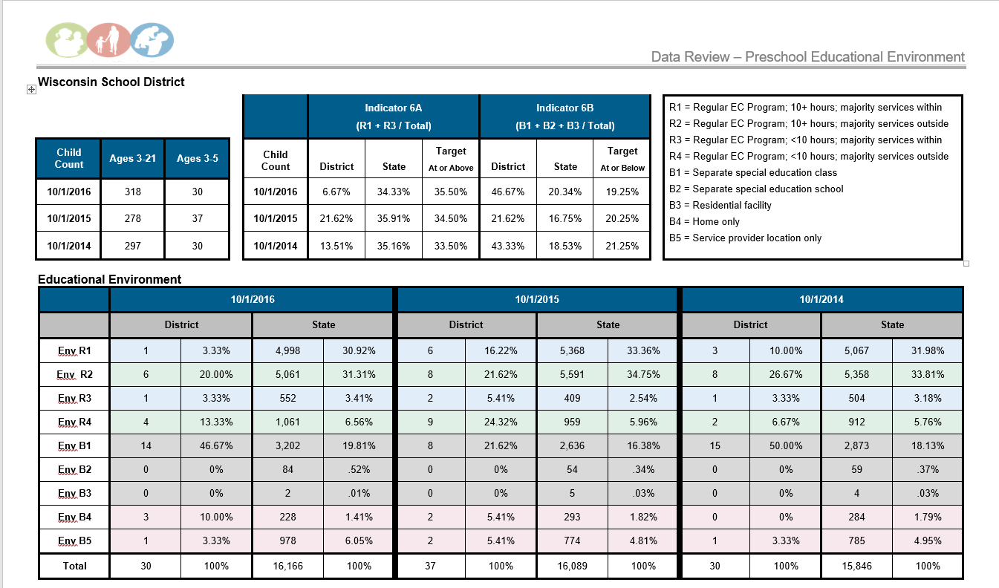 Data Review – Preschool Educational Environment
Wisconsin School District
Child Count Ages 3-21 Ages 3-5
10/1/2016 318 30
10/1/2015 278 37
10/1/2014 297 30
Indicator 6A Indicator 6B
(R1 + R3 / Total) (B1 + B2 + B3 / Total)
Child Count District State Target At or Above District State Target At or Below
10/1/2016 6.67% 34.33% 35.50% 46.67% 20.34% 19.25%
10/1/2015 21.62% 35.91% 34.50% 21.62% 16.75% 20.25%
10/1/2014 13.51% 35.16% 33.50% 43.33% 18.53% 21.25%
R1 = Regular EC Program; 10+ hours; majority services within
R2 = Regular EC Program; 10+ hours; majority services outside
R3 = Regular EC Program; <10 hours; majority services within
R4 = Regular EC Program; <10 hours; majority services outside
B1 = Separate special education class
B2 = Separate special education school
B3 = Residential facility
B4 = Home only
B5 = Service provider location only
Educational Environment
10/1/2016 10/1/2015 10/1/2014
District State District State District State
Env R1 1 3.33% 4,998 30.92% 6 16.22% 5,368 33.36% 3 10.00% 5,067 31.98%
Env R2 6 20.00% 5,061 31.31% 8 21.62% 5,591 34.75% 8 26.67% 5,358 33.81%
Env R3 1 3.33% 552 3.41% 2 5.41% 409 2.54% 1 3.33% 504 3.18%
Env R4 4 13.33% 1,061 6.56% 9 24.32% 959 5.96% 2 6.67% 912 5.76%
Env B1 14 46.67% 3,202 19.81% 8 21.62% 2,636 16.38% 15 50.00% 2,873 18.13%
Env B2 0 0% 84 .52% 0 0% 54 .34% 0 0% 59 .37%
Env B3 0 0% 2 .01% 0 0% 5 .03% 0 0% 4 .03%
Env B4 3 10.00% 228 1.41% 2 5.41% 293 1.82% 0 0% 284 1.79%
Env B5 1 3.33% 978 6.05% 2 5.41% 774 4.81% 1 3.33% 785 4.95%
Total 30 100% 16,166 100% 37 100% 16,089 100% 30 100% 15,846 100%